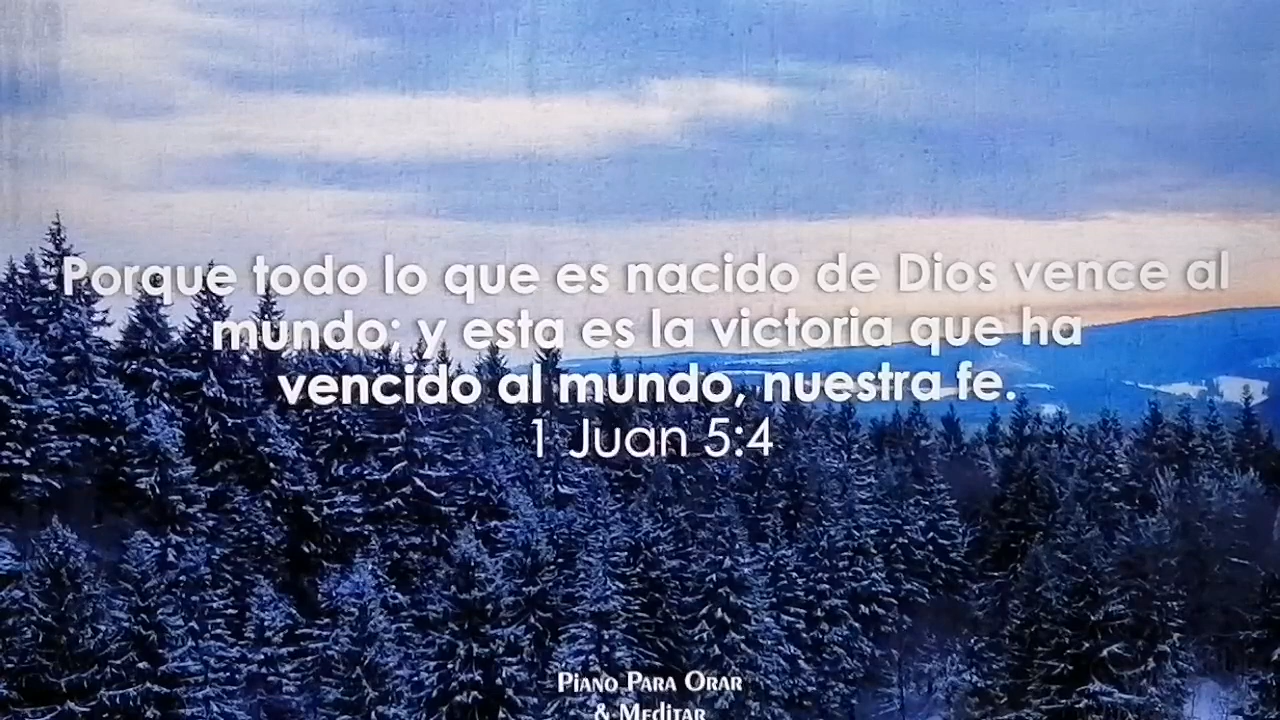 Porque todo lo que es nacido de Dios vence al
mundo; y esta es la victoria que ha
vencido al mundo, nuestra fe.
1 Juan 5:4
Piano Para Orar
& Meditar